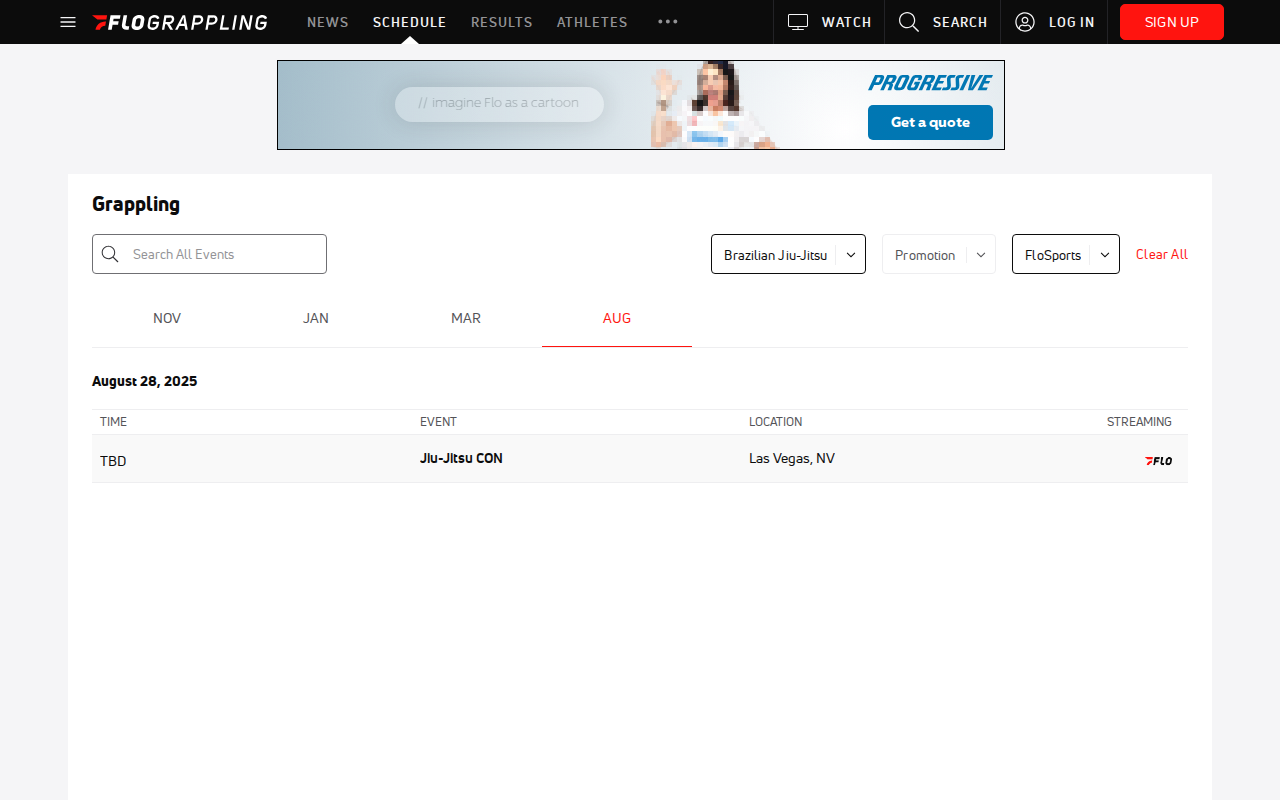 FLOGRAPPLING NEWS SCHEDULE RESULTS ATHLETES WATCH SEARCH LOG IN SIGN UP
// imagine Flo as a cartoon
PROGRESSIVE
Get a quote
Grappling
Search All Events
Brazilian Jiu-Jitsu
Promotion
FloSports
Clear All
NOV JAN MAR AUG
August 28, 2025
TIME EVENT LOCATION STREAMING
TBD Jiu-Jitsu CON Las Vegas, NV FLO